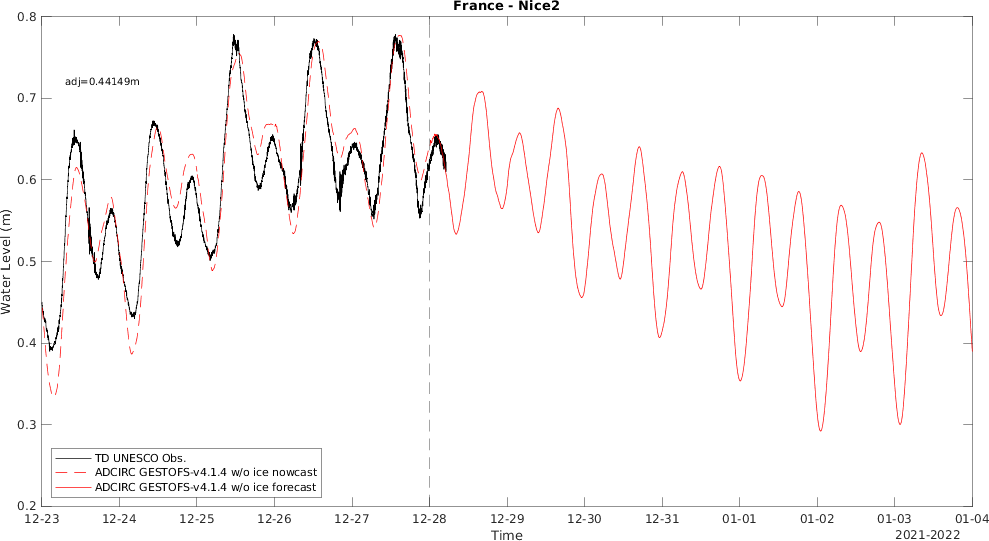 France - Nice2
0.8
0.7
0.6
0.5
0.4
0.3
0.2
Water Level (m)
adj=0.44149m
TD UNESCO Obs.
ADCIRC GESTOFS-v4.1.4 w/o ice nowcast
ADCIRC GESTOFS-v4.1.4 w/o ice forecast
12-23 12-24 12-25 12-26 12-27 12-28 12-29 12-30 12-31 01-01 01-02 01-03 01-04
Time
2021-2022